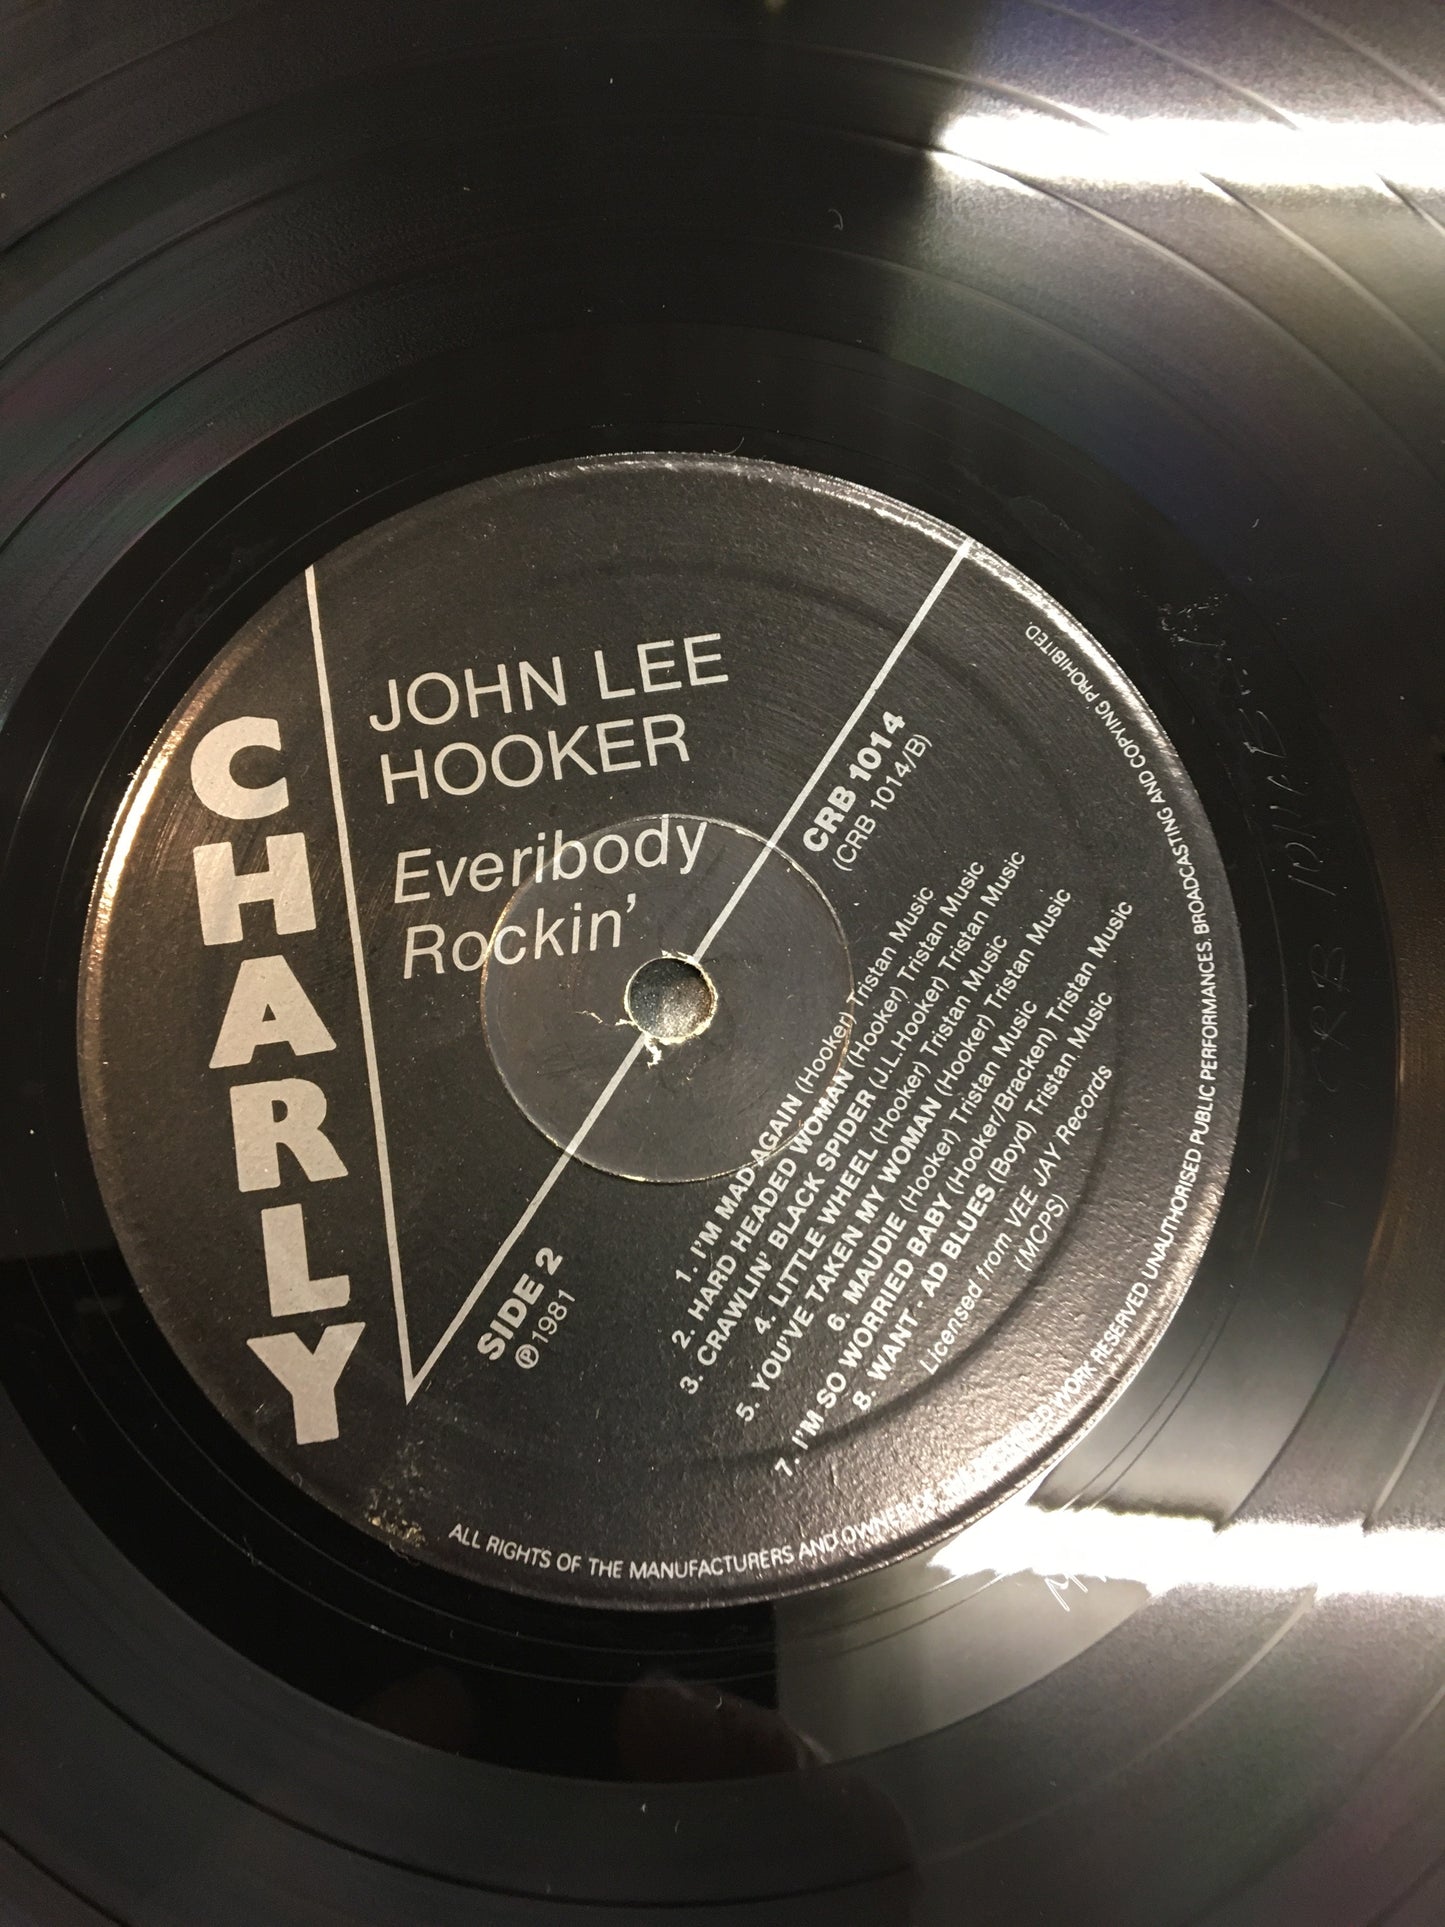 CHARLY
JOHN LEE
HOOKER
Everibody
Rockin'
CRB 1014
(CRB 1014/B)
SIDE 2
℗ 1981
1. I'M MAD AGAIN (Hooker) Tristan Music
2. HARD HEADED WOMAN (Hooker) Tristan Music
3. CRAWLIN' BLACK SPIDER (J.L.Hooker) Tristan Music
4. LITTLE WHEEL (Hooker) Tristan Music
5. YOU'VE TAKEN MY WOMAN (Hooker) Tristan Music
6. MAUDIE (Hooker) Tristan Music
7. I'M SO WORRIED BABY (Hooker/Bracken) Tristan Music
8. WANT - AD BLUES (Boyd) Tristan Music
Licensed from VEE JAY Records
(MCPS)
ALL RIGHTS OF THE MANUFACTURERS AND OWNER OF THE RECORDED WORK RESERVED. UNAUTHORISED PUBLIC PERFORMANCES. BROADCASTING AND COPYING PROHIBITED.